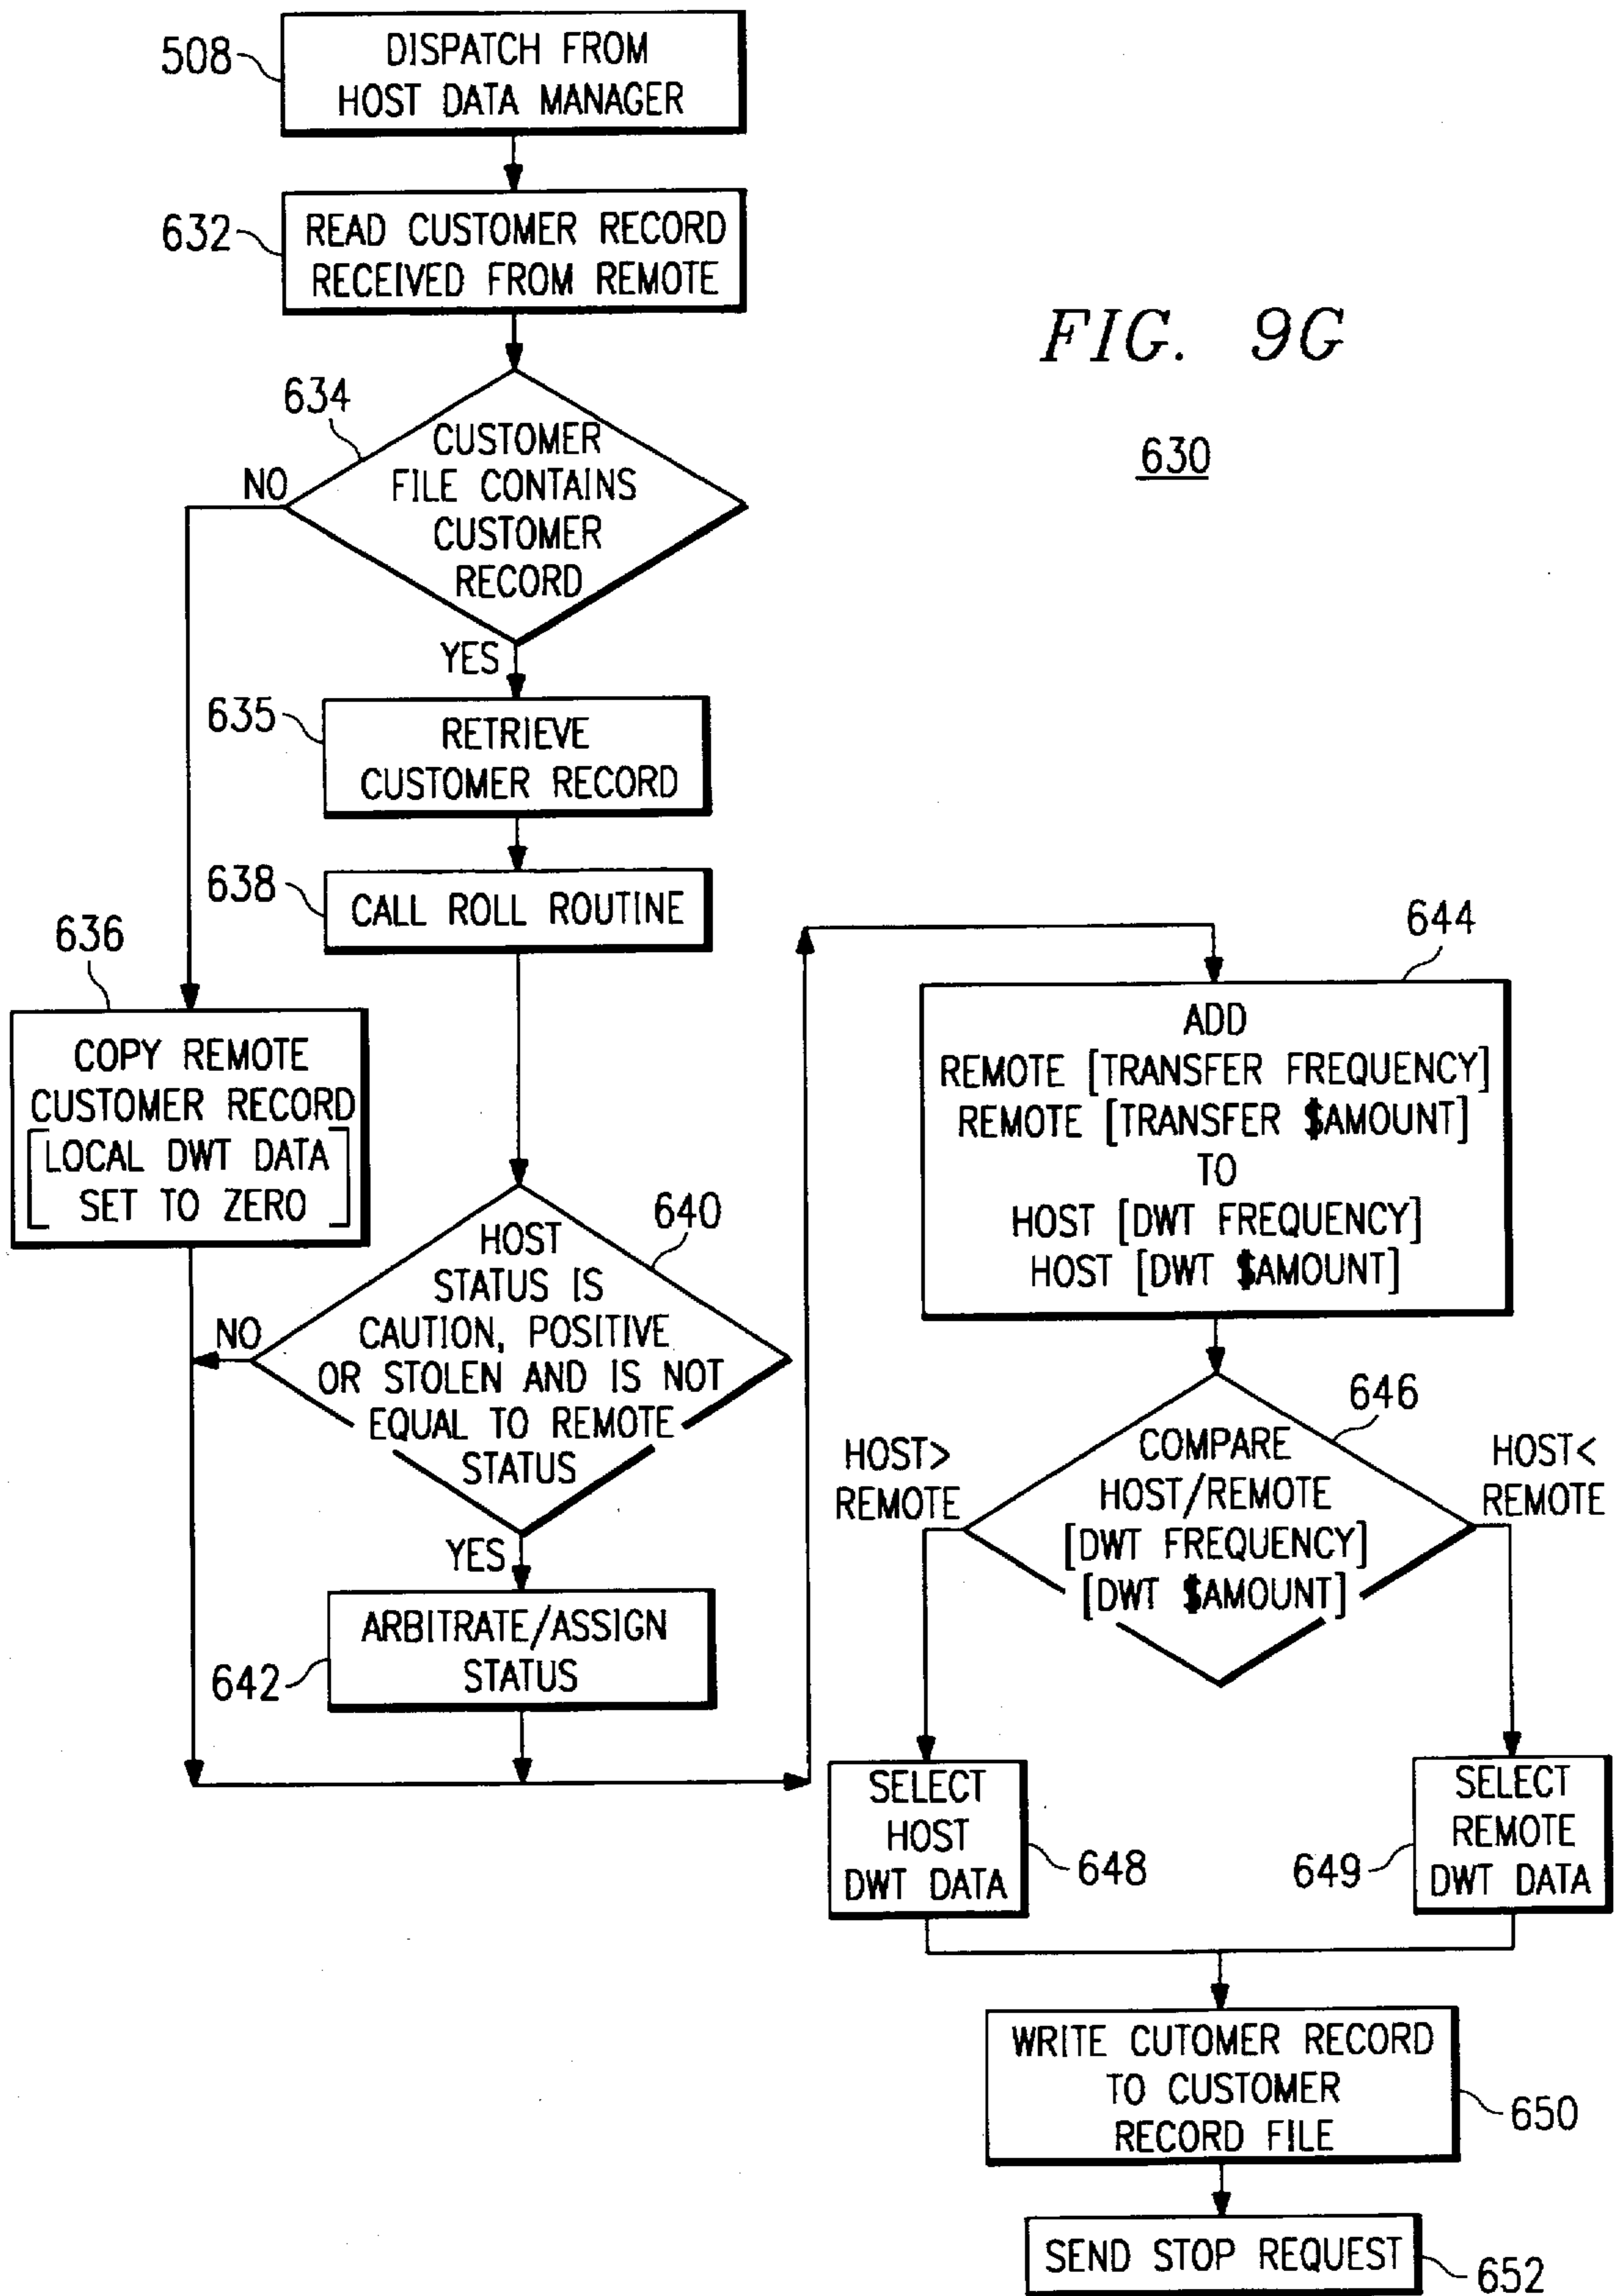 508
DISPATCH FROM
HOST DATA MANAGER
632
READ CUSTOMER RECORD
RECEIVED FROM REMOTE
FIG. 9G
630
634
CUSTOMER
FILE CONTAINS
CUSTOMER
RECORD
NO
YES
635
RETRIEVE
CUSTOMER RECORD
638
CALL ROLL ROUTINE
636
COPY REMOTE
CUSTOMER RECORD
[LOCAL DWT DATA
SET TO ZERO]
640
HOST
STATUS IS
CAUTION, POSITIVE
OR STOLEN AND IS NOT
EQUAL TO REMOTE
STATUS
NO
YES
642
ARBITRATE/ASSIGN
STATUS
644
ADD
REMOTE [TRANSFER FREQUENCY]
REMOTE [TRANSFER $AMOUNT]
TO
HOST [DWT FREQUENCY]
HOST [DWT $AMOUNT]
646
COMPARE
HOST/REMOTE
[DWT FREQUENCY]
[DWT $AMOUNT]
HOST>
REMOTE
HOST<
REMOTE
SELECT
HOST
DWT DATA
648
649
SELECT
REMOTE
DWT DATA
WRITE CUTOMER RECORD
TO CUSTOMER
RECORD FILE
650
SEND STOP REQUEST
652